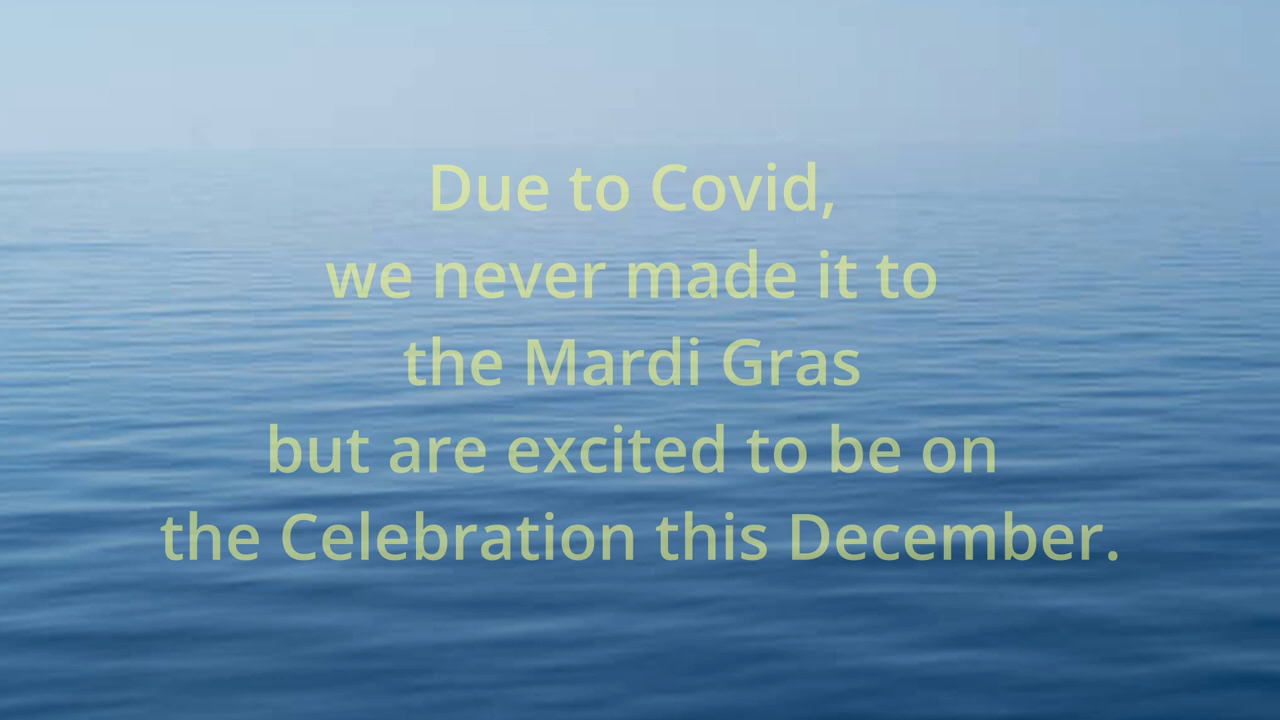 Due to Covid,
we never made it to
the Mardi Gras
but are excited to be on
the Celebration this December.